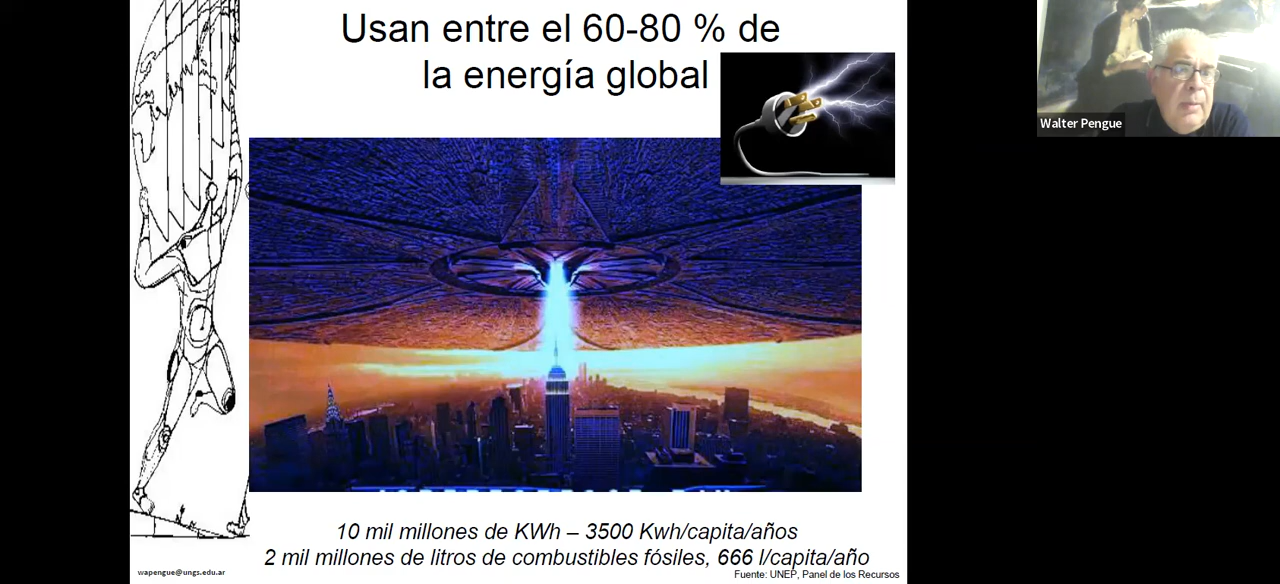 Usan entre el 60-80 % de
la energía global
Walter Pengue
10 mil millones de KWh – 3500 Kwh/capita/años
2 mil millones de litros de combustibles fósiles, 666 l/capita/año
Fuente: UNEP, Panel de los Recursos
wapengue@ungs.edu.ar